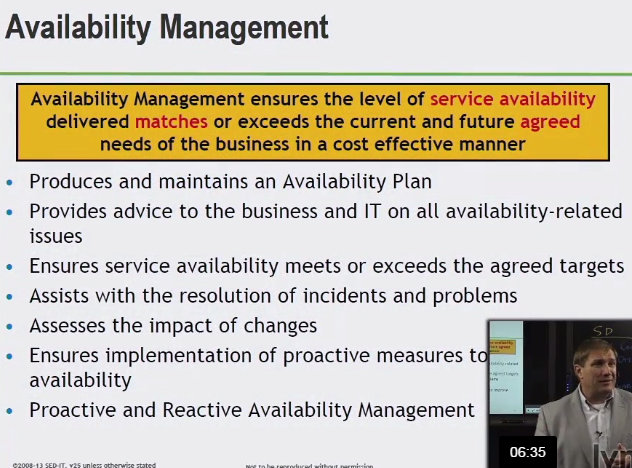 Availability Management
Availability Management ensures the level of service availability
delivered matches or exceeds the current and future agreed
needs of the business in a cost effective manner
• Produces and maintains an Availability Plan
• Provides advice to the business and IT on all availability-related
issues
• Ensures service availability meets or exceeds the agreed targets
• Assists with the resolution of incidents and problems
• Assesses the impact of changes
• Ensures implementation of proactive measures to
availability
• Proactive and Reactive Availability Management
SD
06:35
©2008-13 SED-IT. v25 unless otherwise stated
Not to be reproduced without permission